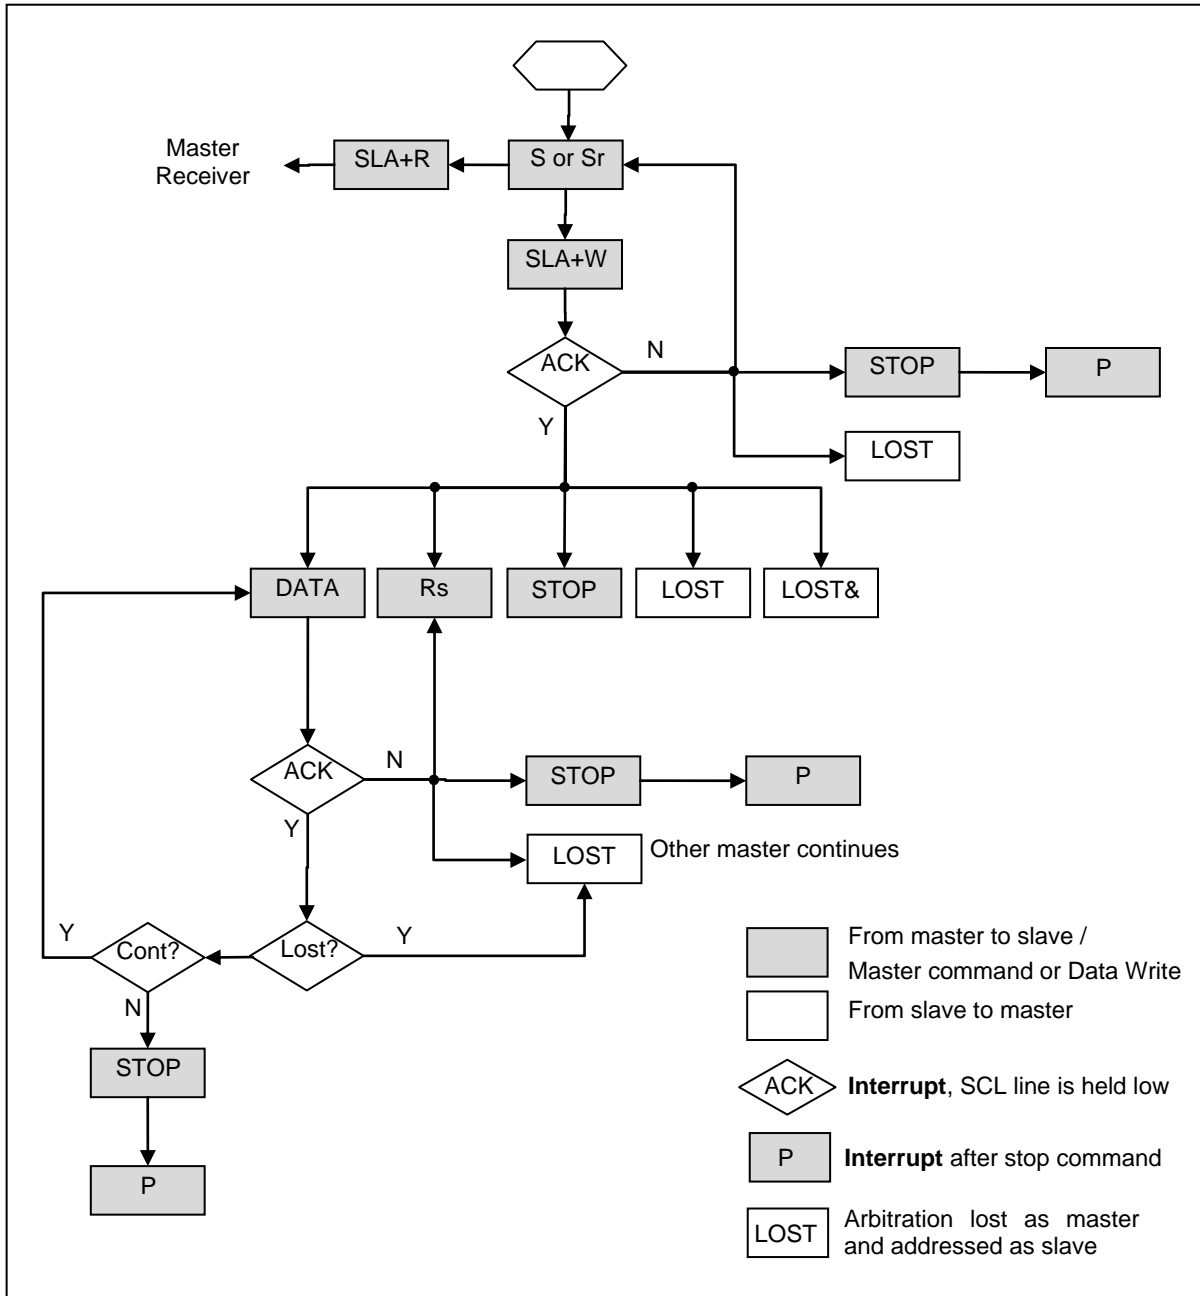 Master
Receiver
SLA+R
S or Sr
SLA+W
ACK
N
STOP
P
Y
LOST
DATA
Rs
STOP
LOST
LOST&
ACK
N
STOP
P
Y
LOST
Other master continues
Y
Cont?
Lost?
Y
N
STOP
P
From master to slave /
Master command or Data Write
From slave to master
ACK
Interrupt, SCL line is held low
P
Interrupt after stop command
LOST
Arbitration lost as master
and addressed as slave